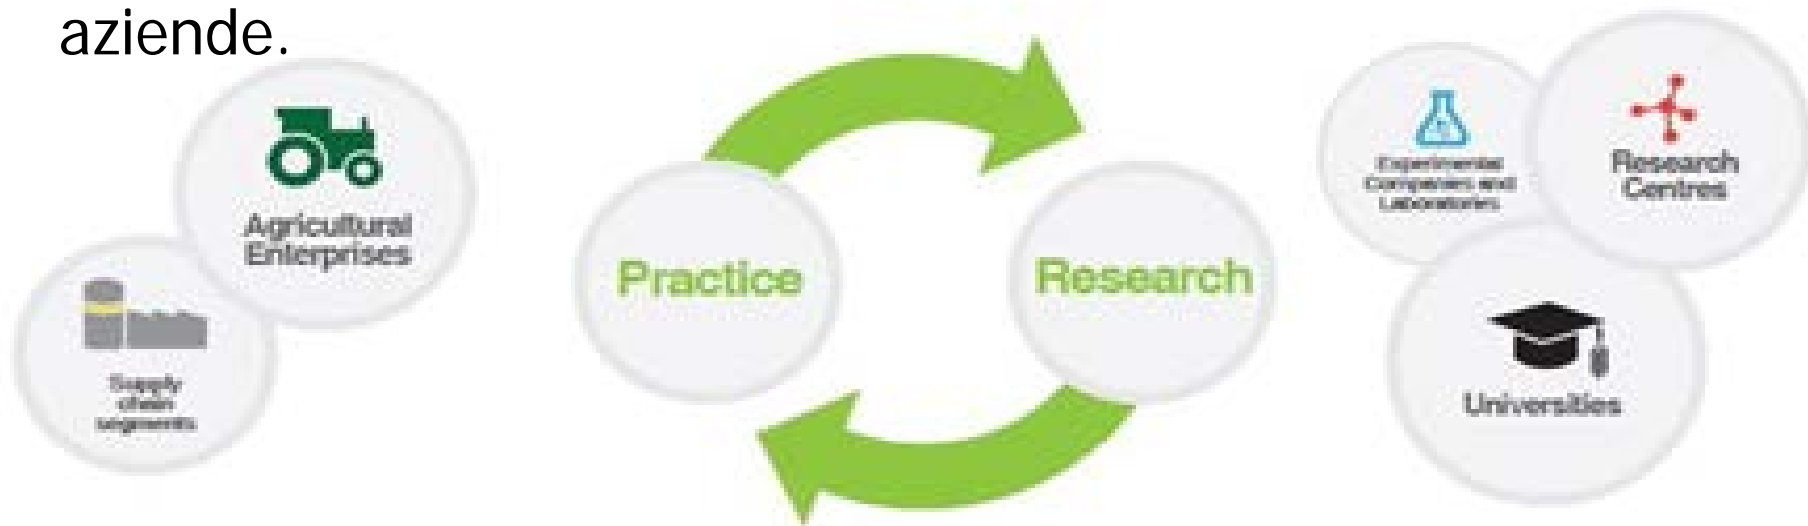 aziende.
Agricultural
Enterprises
Supply
chain
segments
Practice
Research
Experimental
Companies and
Laboratories
Research
Centres
Universities